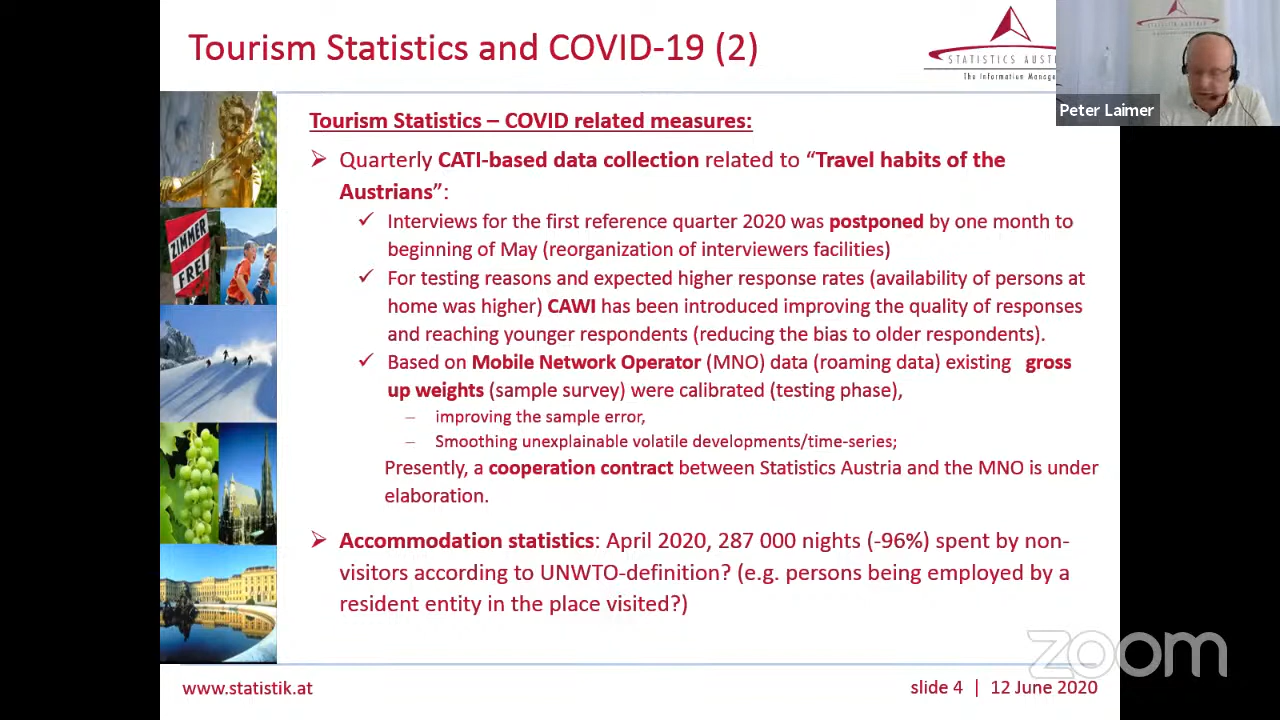 Tourism Statistics and COVID-19 (2)
STATISTICS AUST
The Information Manag
Peter Laimer
Tourism Statistics – COVID related measures:
➢ Quarterly CATI-based data collection related to “Travel habits of the
Austrians”:
✓ Interviews for the first reference quarter 2020 was postponed by one month to
beginning of May (reorganization of interviewers facilities)
✓ For testing reasons and expected higher response rates (availability of persons at
home was higher) CAWI has been introduced improving the quality of responses
and reaching younger respondents (reducing the bias to older respondents).
✓ Based on Mobile Network Operator (MNO) data (roaming data) existing gross
up weights (sample survey) were calibrated (testing phase),
– improving the sample error,
– Smoothing unexplainable volatile developments/time-series;
Presently, a cooperation contract between Statistics Austria and the MNO is under
elaboration.
➢ Accommodation statistics: April 2020, 287 000 nights (-96%) spent by non-
visitors according to UNWTO-definition? (e.g. persons being employed by a
resident entity in the place visited?)
ZIMMER
FREI
zoom
www.statistik.at
slide 4 | 12 June 2020